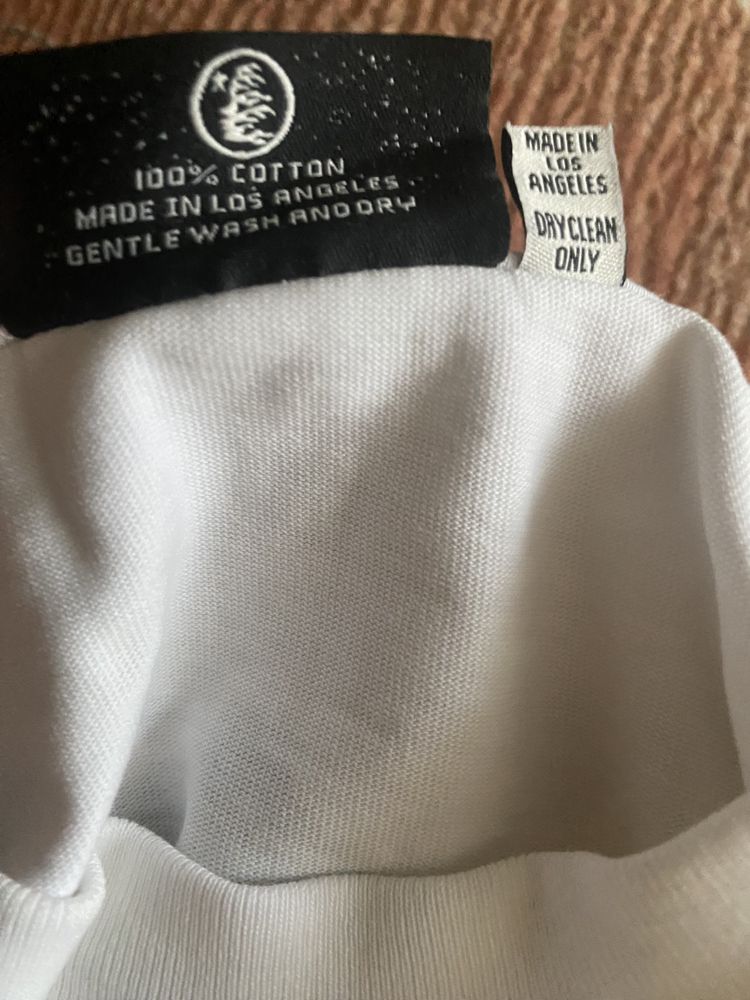 100% COTTON
MADE IN LOS ANGELES
GENTLE WASH AND DRY
MADE IN
LOS
ANGELES
DRY CLEAN
ONLY